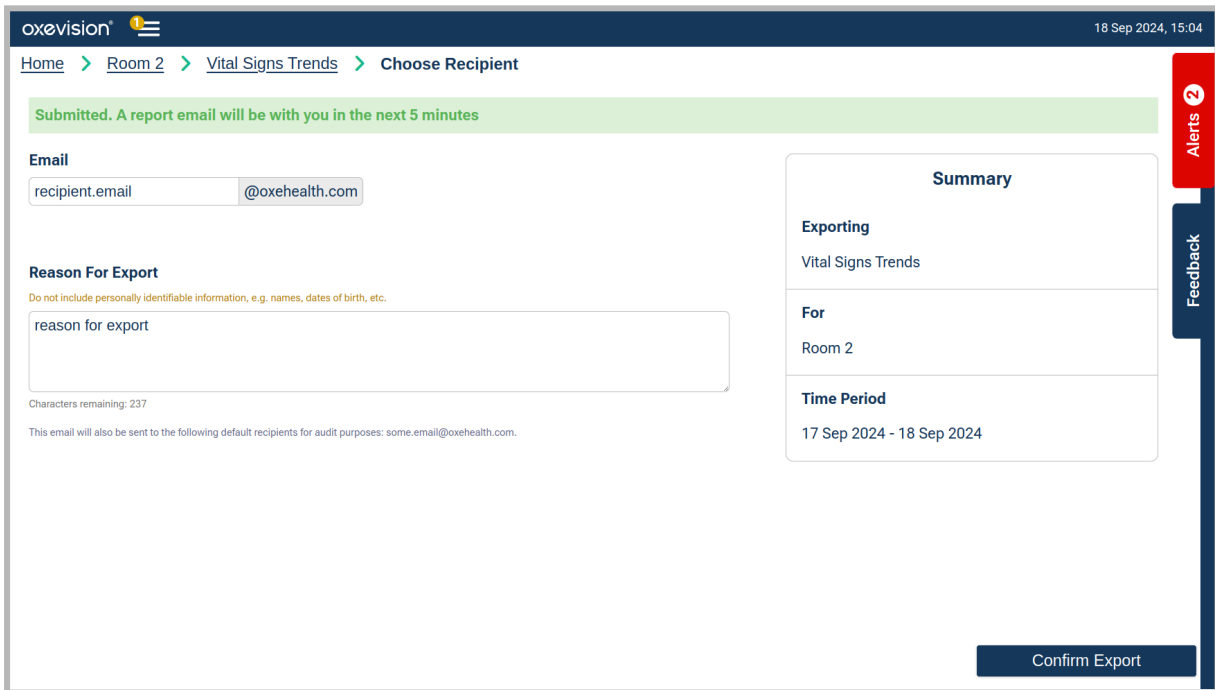 oxevision® 1
18 Sep 2024, 15:04
Home > Room 2 > Vital Signs Trends > Choose Recipient
Alerts 2
Feedback
Submitted. A report email will be with you in the next 5 minutes
Email
recipient.email @oxehealth.com
Reason For Export
Do not include personally identifiable information, e.g. names, dates of birth, etc.
reason for export
Characters remaining: 237
This email will also be sent to the following default recipients for audit purposes: some.email@oxehealth.com.
Summary
Exporting
Vital Signs Trends
For
Room 2
Time Period
17 Sep 2024 - 18 Sep 2024
Confirm Export